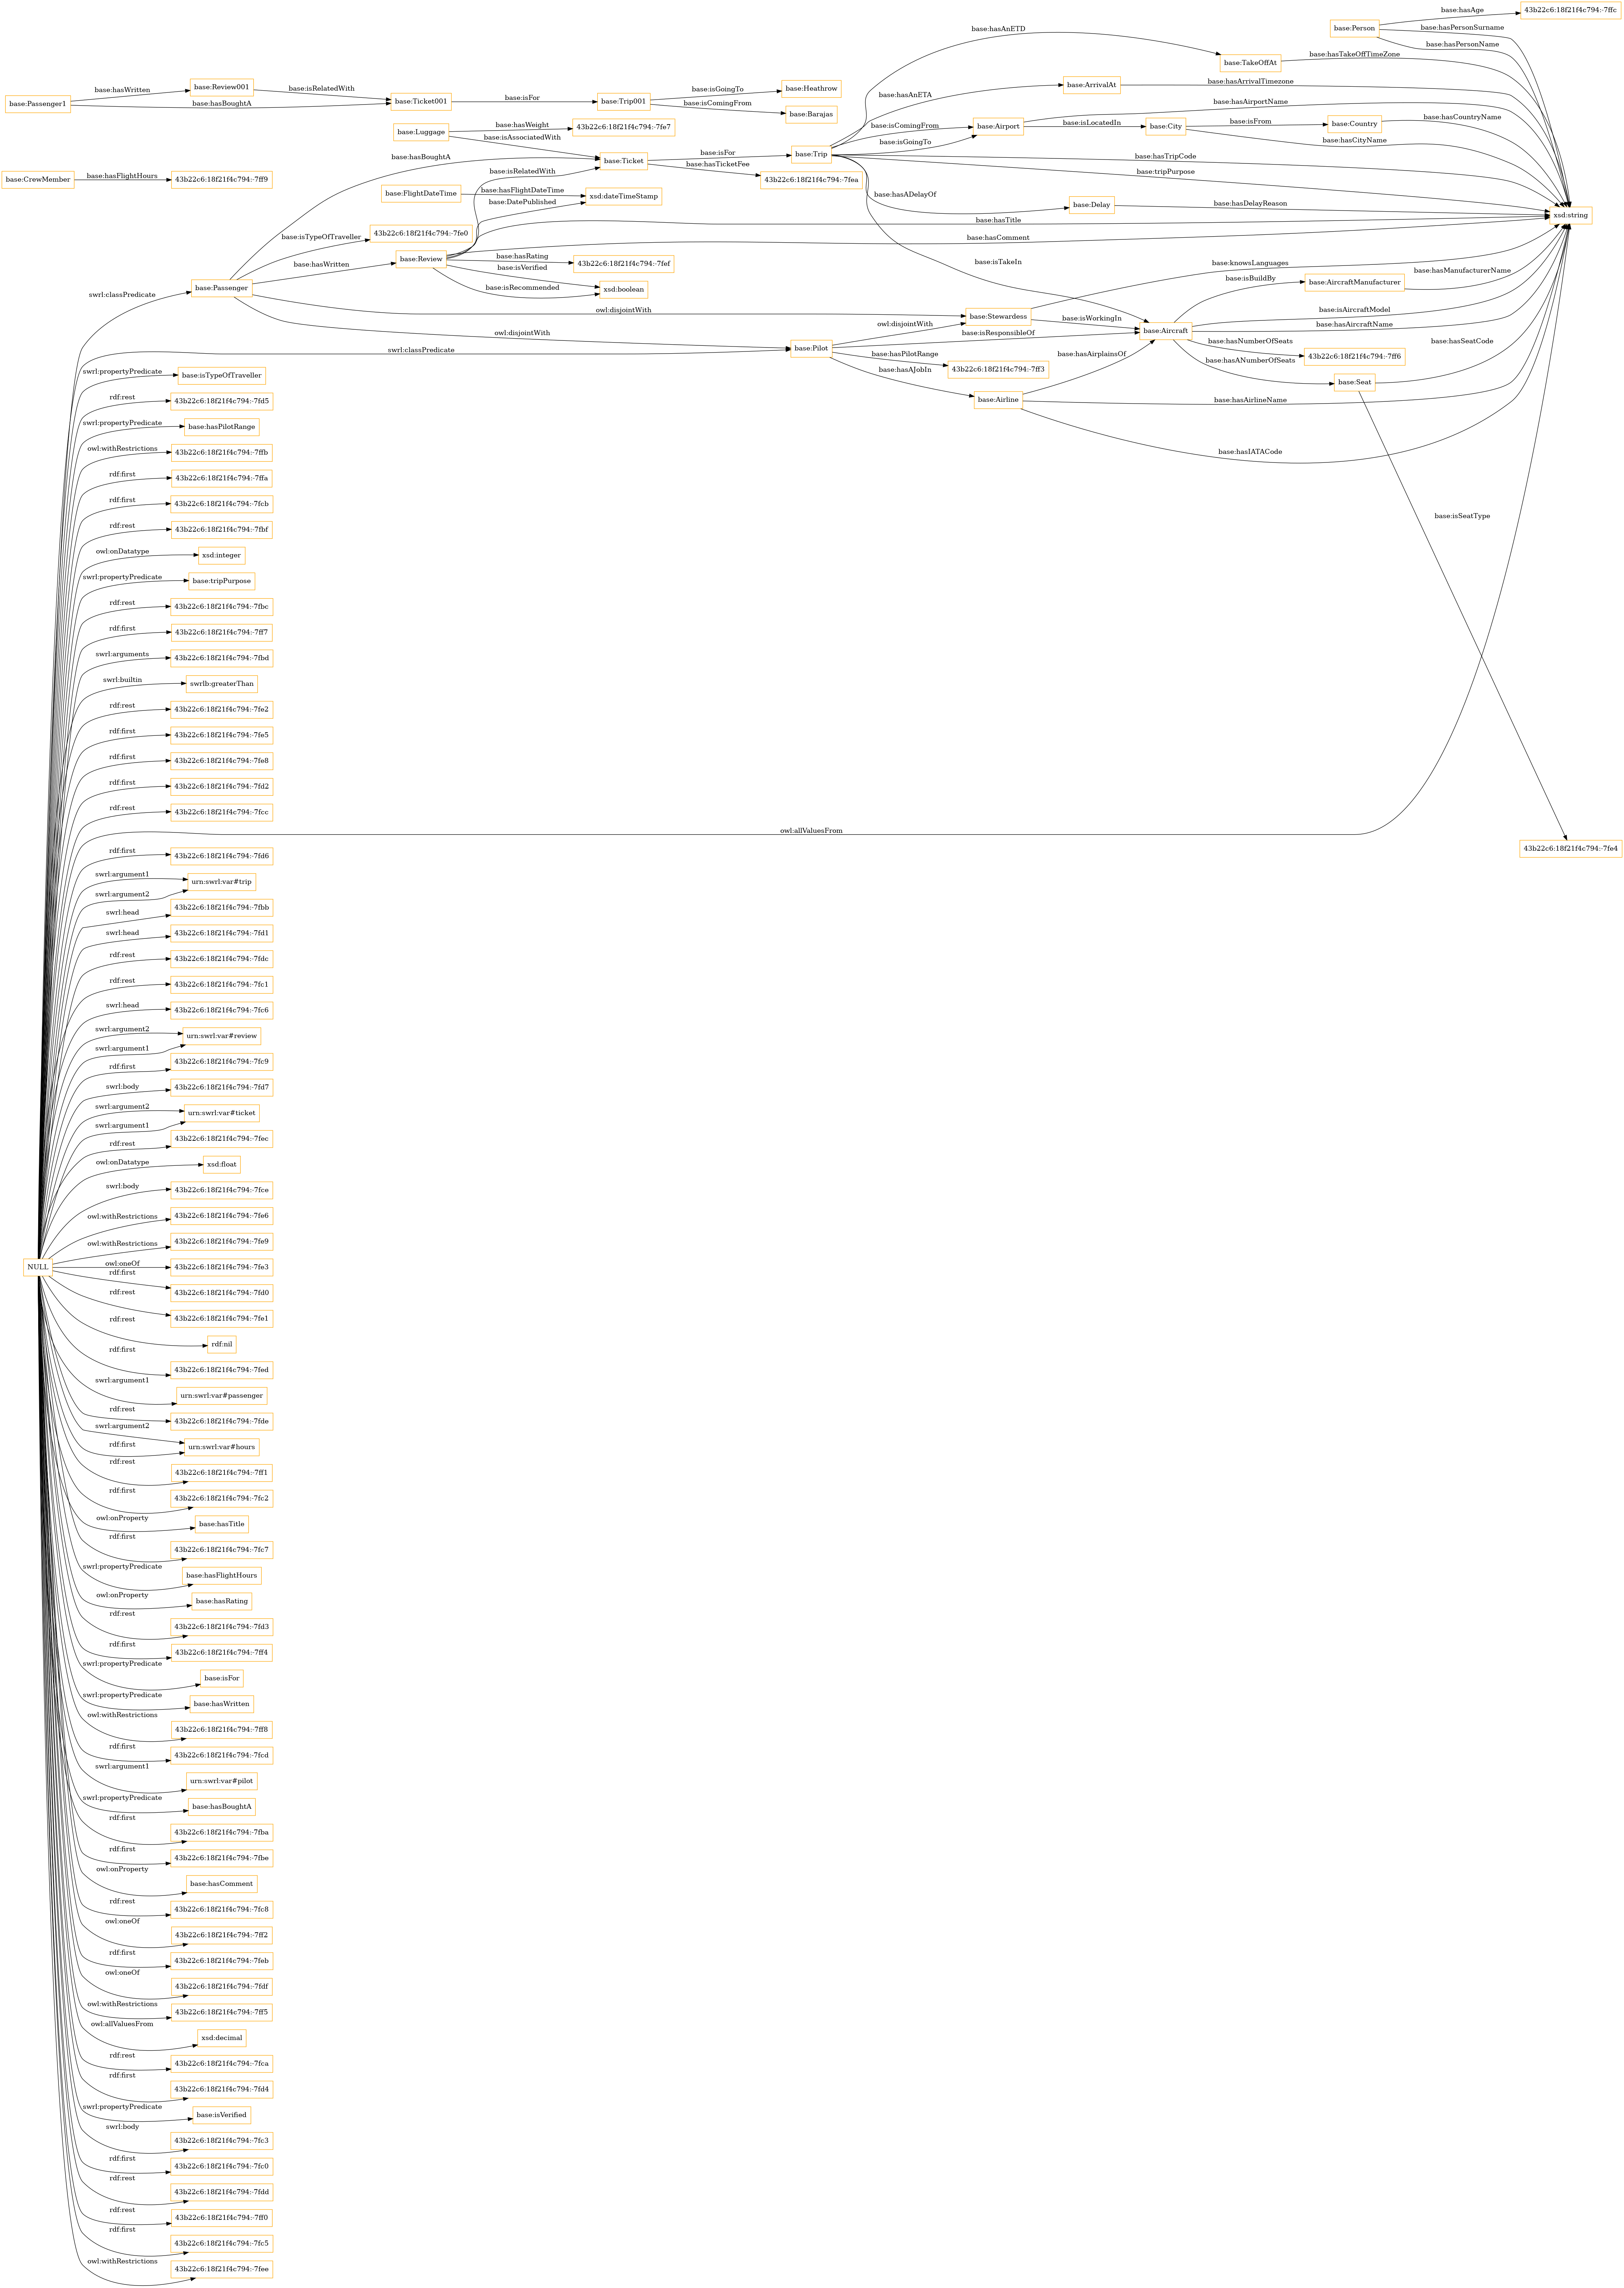 base:hasAge
43b22c6:18f21f4c794:-7ffc
base:Person
base:hasPersonSurname
base:hasPersonName
base:hasAnETD
base:TakeOffAt
base:hasTakeOffTimeZone
base:Passenger1
base:hasWritten
base:Review001
base:isRelatedWith
base:hasBoughtA
base:Ticket001
base:isFor
base:Trip001
base:isGoingTo
base:Heathrow
base:isComingFrom
base:Barajas
base:hasAnETA
base:ArrivalAt
base:hasArrivalTimezone
base:Luggage
base:hasWeight
43b22c6:18f21f4c794:-7fe7
base:isAssociatedWith
base:isComingFrom
base:isGoingTo
base:Airport
base:hasAirportName
base:isLocatedIn
base:City
base:isFrom
base:Country
base:hasCountryName
base:hasCityName
base:hasBoughtA
base:Ticket
base:isFor
base:Trip
base:hasTicketFee
43b22c6:18f21f4c794:-7fea
base:hasTripCode
base:tripPurpose
base:CrewMember
base:hasFlightHours
43b22c6:18f21f4c794:-7ff9
base:isRelatedWith
base:FlightDateTime
base:hasFlightDateTime
xsd:dateTimeStamp
base:DatePublished
base:hasADelayOf
base:Delay
base:hasDelayReason
xsd:string
base:isTypeOfTraveller
43b22c6:18f21f4c794:-7fe0
base:hasTitle
base:hasComment
base:hasWritten
base:Review
base:hasRating
43b22c6:18f21f4c794:-7fef
base:isVerified
base:isRecommended
xsd:boolean
base:isTakeIn
base:knowsLanguages
base:isBuildBy
base:AircraftManufacturer
base:hasManufacturerName
swrl:classPredicate
base:Passenger
owl:disjointWith
base:Stewardess
base:isWorkingIn
base:Aircraft
base:isAircraftModel
base:hasAircraftName
owl:disjointWith
owl:disjointWith
base:isResponsibleOf
swrl:classPredicate
base:Pilot
base:hasPilotRange
43b22c6:18f21f4c794:-7ff3
base:hasAirplainsOf
base:hasNumberOfSeats
43b22c6:18f21f4c794:-7ff6
base:hasSeatCode
base:hasANumberOfSeats
base:Seat
base:hasAJobIn
base:Airline
base:hasAirlineName
base:hasIATACode
base:isSeatType
43b22c6:18f21f4c794:-7fe4
swrl:propertyPredicate
base:isTypeOfTraveller
rdf:rest
43b22c6:18f21f4c794:-7fd5
swrl:propertyPredicate
base:hasPilotRange
owl:withRestrictions
43b22c6:18f21f4c794:-7ffb
rdf:first
43b22c6:18f21f4c794:-7ffa
rdf:first
43b22c6:18f21f4c794:-7fcb
rdf:rest
43b22c6:18f21f4c794:-7fbf
owl:onDatatype
xsd:integer
swrl:propertyPredicate
base:tripPurpose
rdf:rest
43b22c6:18f21f4c794:-7fbc
rdf:first
43b22c6:18f21f4c794:-7ff7
swrl:arguments
43b22c6:18f21f4c794:-7fbd
swrl:builtin
swrlb:greaterThan
rdf:rest
43b22c6:18f21f4c794:-7fe2
rdf:first
43b22c6:18f21f4c794:-7fe5
rdf:first
43b22c6:18f21f4c794:-7fe8
rdf:first
43b22c6:18f21f4c794:-7fd2
rdf:rest
43b22c6:18f21f4c794:-7fcc
owl:allValuesFrom
rdf:first
43b22c6:18f21f4c794:-7fd6
swrl:argument1
urn:swrl:var#trip
swrl:argument2
swrl:head
43b22c6:18f21f4c794:-7fbb
swrl:head
43b22c6:18f21f4c794:-7fd1
rdf:rest
43b22c6:18f21f4c794:-7fdc
rdf:rest
43b22c6:18f21f4c794:-7fc1
swrl:head
43b22c6:18f21f4c794:-7fc6
swrl:argument2
urn:swrl:var#review
swrl:argument1
rdf:first
43b22c6:18f21f4c794:-7fc9
swrl:body
43b22c6:18f21f4c794:-7fd7
swrl:argument2
urn:swrl:var#ticket
swrl:argument1
rdf:rest
43b22c6:18f21f4c794:-7fec
owl:onDatatype
xsd:float
swrl:body
43b22c6:18f21f4c794:-7fce
owl:withRestrictions
43b22c6:18f21f4c794:-7fe6
owl:withRestrictions
43b22c6:18f21f4c794:-7fe9
NULL
owl:oneOf
43b22c6:18f21f4c794:-7fe3
rdf:first
43b22c6:18f21f4c794:-7fd0
rdf:rest
43b22c6:18f21f4c794:-7fe1
rdf:rest
rdf:nil
rdf:first
43b22c6:18f21f4c794:-7fed
swrl:argument1
urn:swrl:var#passenger
rdf:rest
43b22c6:18f21f4c794:-7fde
swrl:argument2
urn:swrl:var#hours
rdf:first
rdf:rest
43b22c6:18f21f4c794:-7ff1
rdf:first
43b22c6:18f21f4c794:-7fc2
owl:onProperty
base:hasTitle
rdf:first
43b22c6:18f21f4c794:-7fc7
swrl:propertyPredicate
base:hasFlightHours
owl:onProperty
base:hasRating
rdf:rest
43b22c6:18f21f4c794:-7fd3
rdf:first
43b22c6:18f21f4c794:-7ff4
swrl:propertyPredicate
base:isFor
swrl:propertyPredicate
base:hasWritten
owl:withRestrictions
43b22c6:18f21f4c794:-7ff8
rdf:first
43b22c6:18f21f4c794:-7fcd
swrl:argument1
urn:swrl:var#pilot
swrl:propertyPredicate
base:hasBoughtA
rdf:first
43b22c6:18f21f4c794:-7fba
rdf:first
43b22c6:18f21f4c794:-7fbe
owl:onProperty
base:hasComment
rdf:rest
43b22c6:18f21f4c794:-7fc8
owl:oneOf
43b22c6:18f21f4c794:-7ff2
rdf:first
43b22c6:18f21f4c794:-7feb
owl:oneOf
43b22c6:18f21f4c794:-7fdf
owl:withRestrictions
43b22c6:18f21f4c794:-7ff5
owl:allValuesFrom
xsd:decimal
rdf:rest
43b22c6:18f21f4c794:-7fca
rdf:first
43b22c6:18f21f4c794:-7fd4
swrl:propertyPredicate
base:isVerified
swrl:body
43b22c6:18f21f4c794:-7fc3
rdf:first
43b22c6:18f21f4c794:-7fc0
rdf:rest
43b22c6:18f21f4c794:-7fdd
rdf:rest
43b22c6:18f21f4c794:-7ff0
rdf:first
43b22c6:18f21f4c794:-7fc5
owl:withRestrictions
43b22c6:18f21f4c794:-7fee